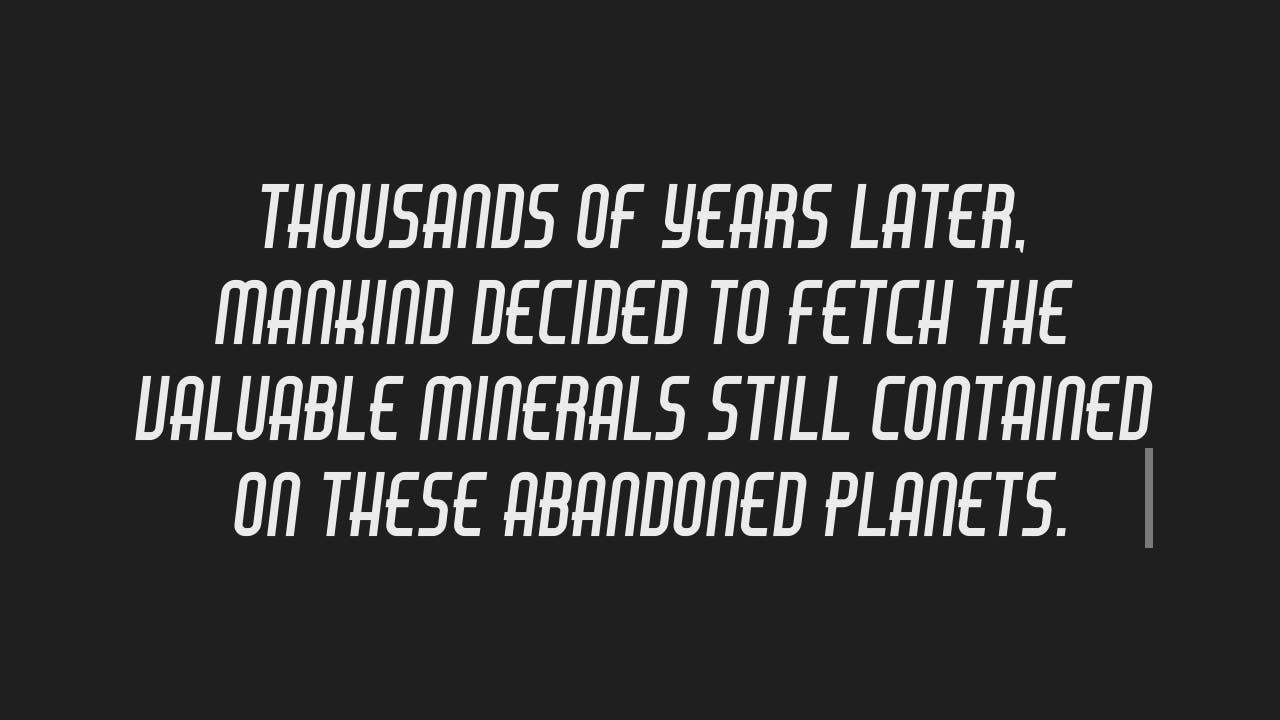 THOUSANDS OF YEARS LATER,
MANKIND DECIDED TO FETCH THE
VALUABLE MINERALS STILL CONTAINED
ON THESE ABANDONED PLANETS.